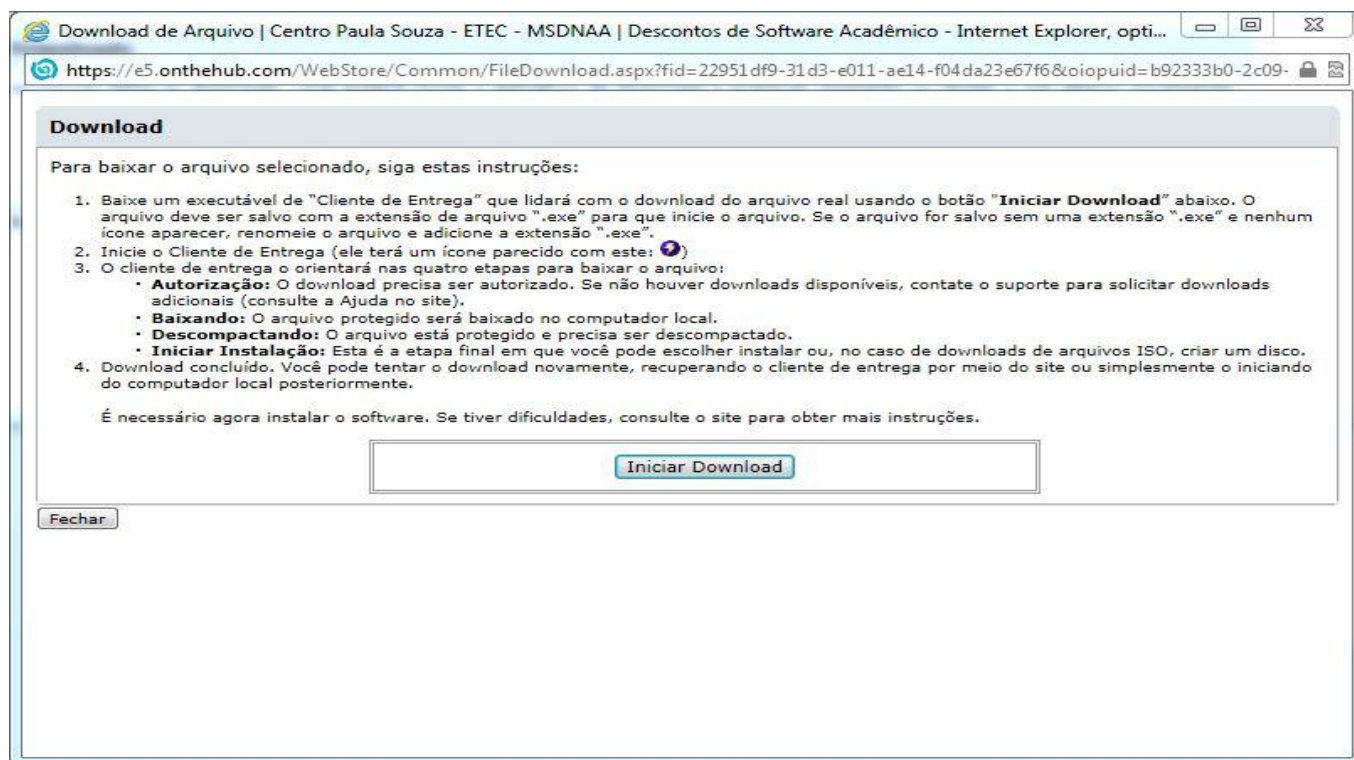 Download de Arquivo | Centro Paula Souza - ETEC - MSDNAA | Descontos de Software Acadêmico - Internet Explorer, opti...
https://e5.onthehub.com/WebStore/Common/FileDownload.aspx?fid=22951df9-31d3-e011-ae14-f04da23e67f6&oiopuid=b92333b0-2c09-
Download
Para baixar o arquivo selecionado, siga estas instruções:
1. Baixe um executável de "Cliente de Entrega" que lidará com o download do arquivo real usando o botão "Iniciar Download" abaixo. O
arquivo deve ser salvo com a extensão de arquivo ".exe" para que inicie o arquivo. Se o arquivo for salvo sem uma extensão ".exe" e nenhum
ícone aparecer, renomeie o arquivo e adicione a extensão ".exe".
2. Inicie o Cliente de Entrega (ele terá um ícone parecido com este: )
3. O cliente de entrega o orientará nas quatro etapas para baixar o arquivo:
· Autorização: O download precisa ser autorizado. Se não houver downloads disponíveis, contate o suporte para solicitar downloads
adicionais (consulte a Ajuda no site).
· Baixando: O arquivo protegido será baixado no computador local.
· Descompactando: O arquivo está protegido e precisa ser descompactado.
· Iniciar Instalação: Esta é a etapa final em que você pode escolher instalar ou, no caso de downloads de arquivos ISO, criar um disco.
4. Download concluído. Você pode tentar o download novamente, recuperando o cliente de entrega por meio do site ou simplesmente o iniciando
do computador local posteriormente.
É necessário agora instalar o software. Se tiver dificuldades, consulte o site para obter mais instruções.
Iniciar Download
Fechar